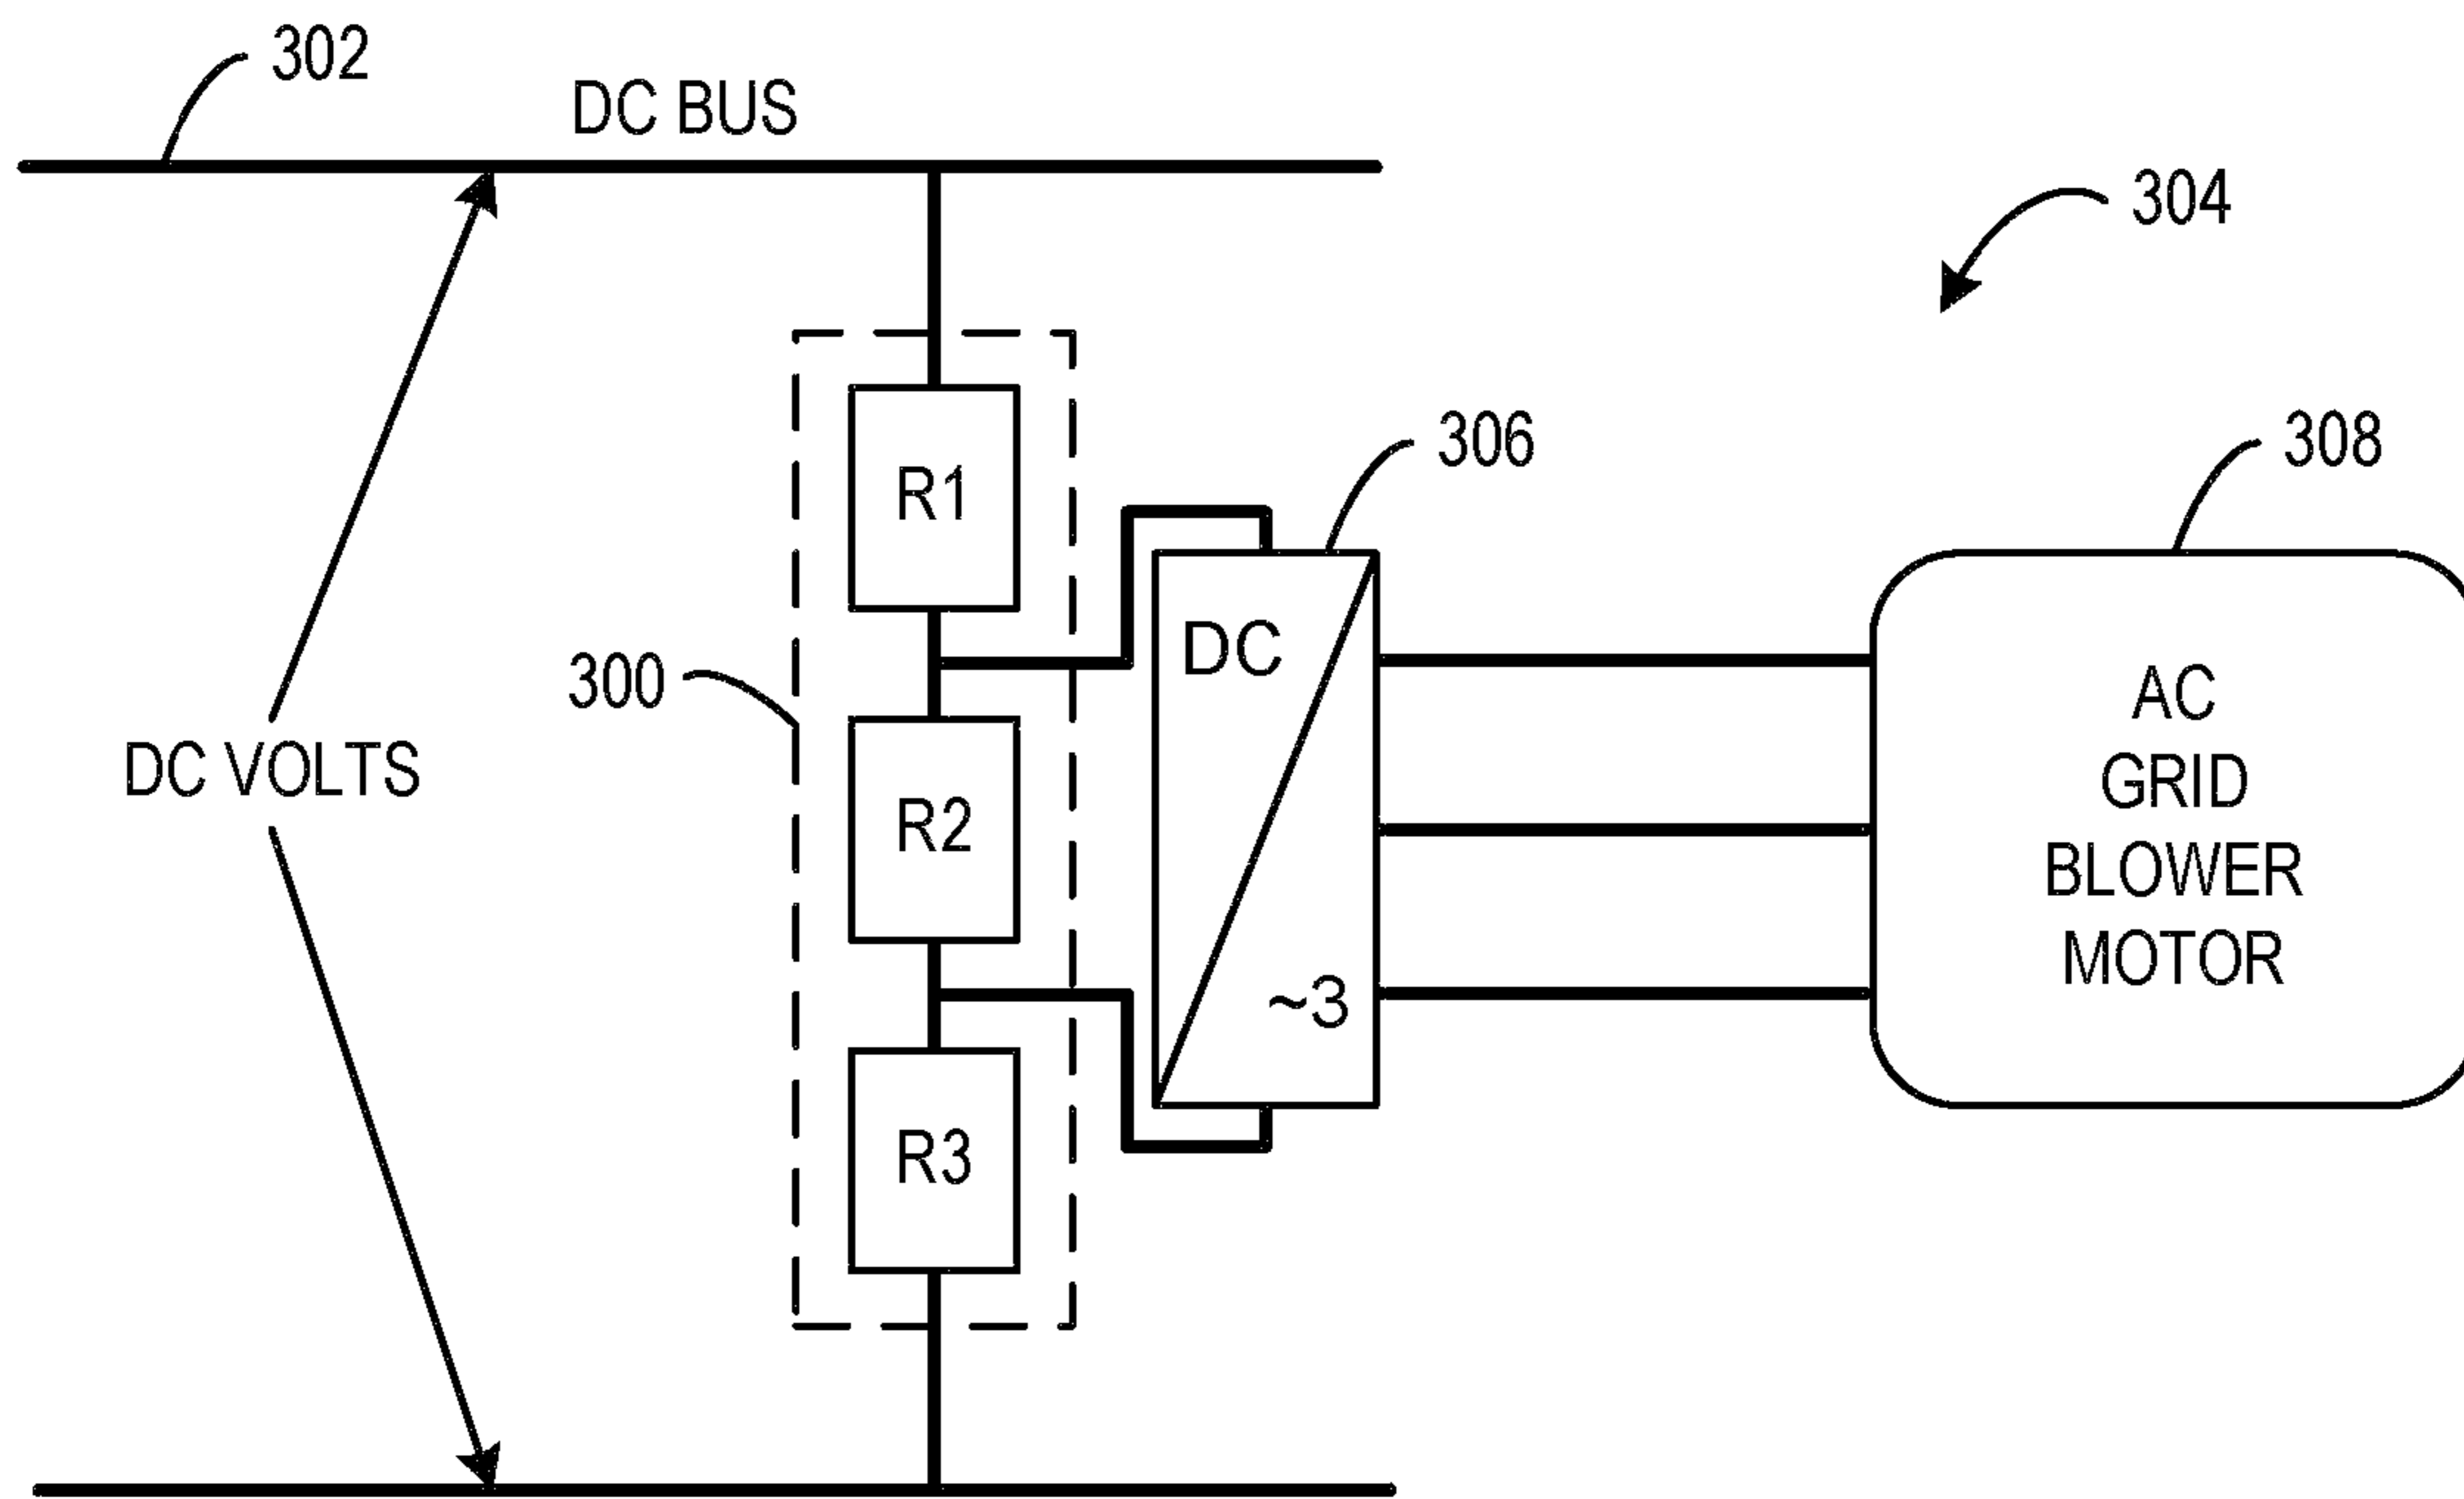 302
DC BUS
304
306
308
R1
DC
300
AC
GRID
BLOWER
MOTOR
DC VOLTS
R2
~3
R3